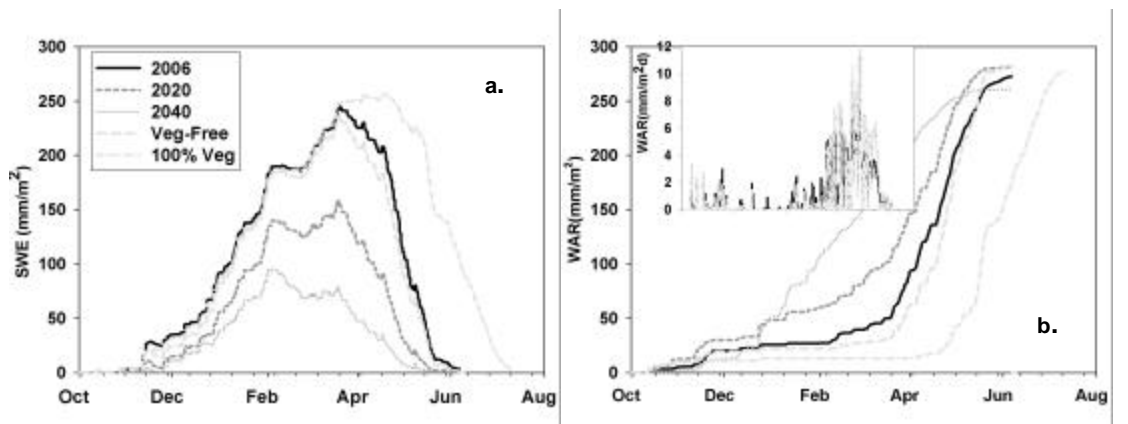 300
250
200
150
100
50
0
SWE (mm/m²)
Oct Dec Feb Apr Jun Aug
2006
2020
2040
Veg-Free
100% Veg
a.
300
250
200
150
100
50
0
WAR(mm/m²)
Oct Dec Feb Apr Jun Aug
12
10
8
6
4
2
0
WAR(mm/m²d)
b.